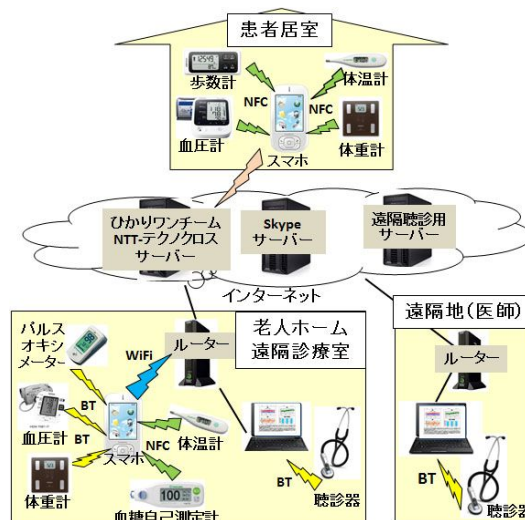 患者居室
歩数計
体温計
NFC
NFC
血圧計
スマホ
体重計
ひかりワンチーム
NTT-テクノクロス
サーバー
Skype
サーバー
遠隔聴診用
サーバー
インターネット
老人ホーム
遠隔診療室
パルス
オキシ
メーター
WiFi
ルーター
BT
血圧計
BT
スマホ
NFC
体温計
体重計
100
血糖自己測定計
BT
聴診器
遠隔地(医師)
ルーター
BT
聴診器